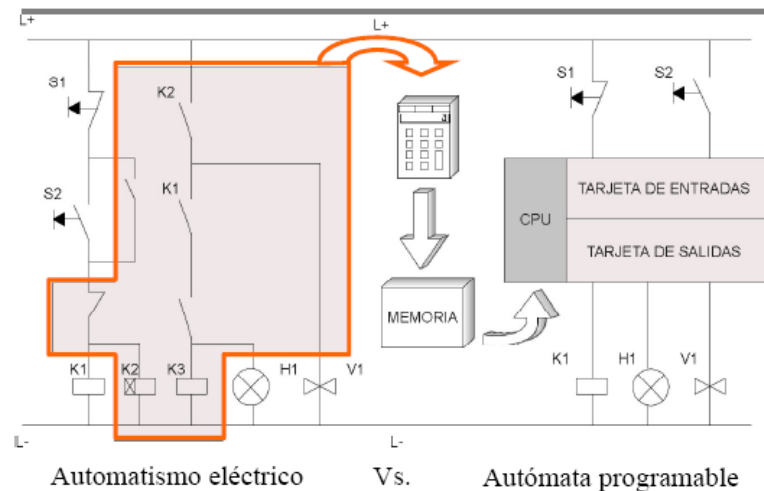 L+
L+
S1
K2
S1
S2
S2
K1
CPU
TARJETA DE ENTRADAS
TARJETA DE SALIDAS
MEMORIA
K1
K2
K3
H1
V1
K1
H1
V1
L-
L-
Automatismo eléctrico Vs. Autómata programable